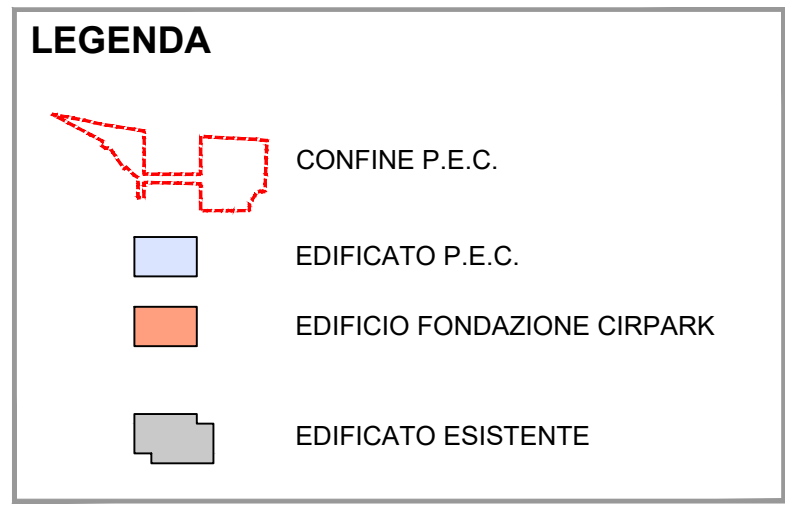 LEGENDA
CONFINE P.E.C.
EDIFICATO P.E.C.
EDIFICIO FONDAZIONE CIRPARK
EDIFICATO ESISTENTE